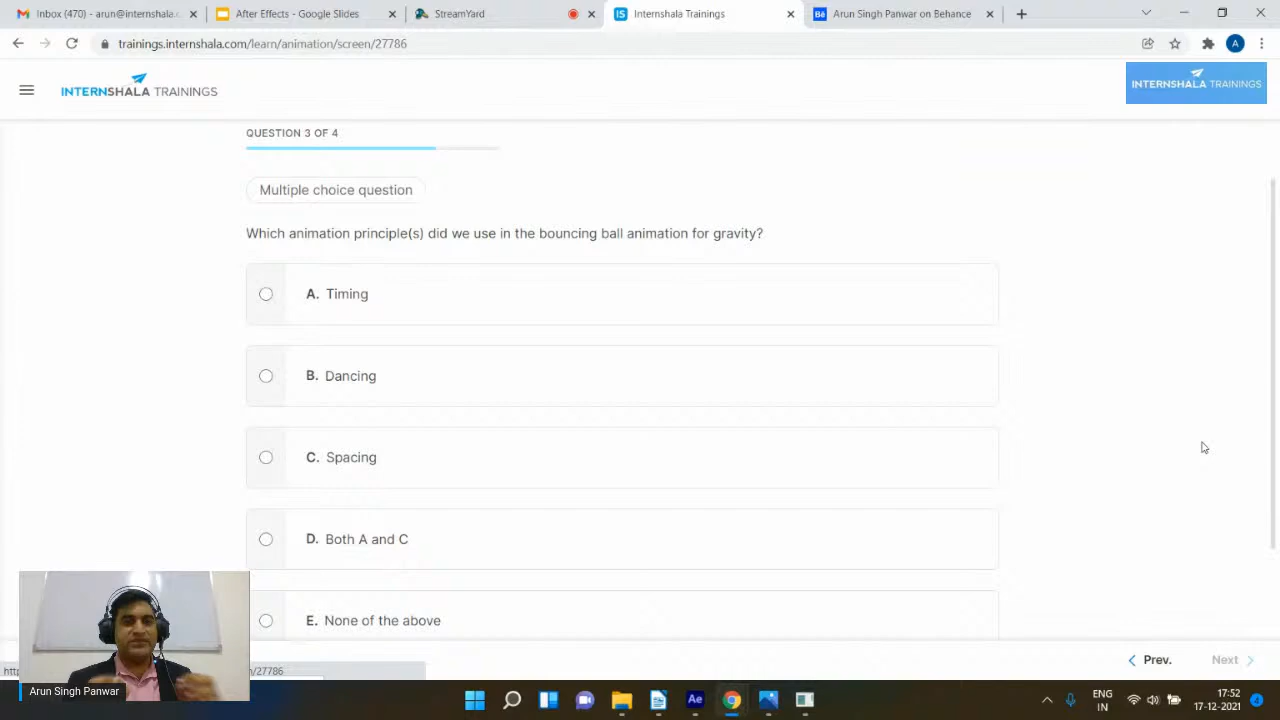 Inbox (470) - arun@internshala.c
After Effects - Google Slides
StreamYard
Internshala Trainings
Arun Singh Panwar on Behance
trainings.internshala.com/learn/animation/screen/27786
A
INTERNSHALA TRAININGS
INTERNSHALA TRAININGS
QUESTION 3 OF 4
Multiple choice question
Which animation principle(s) did we use in the bouncing ball animation for gravity?
A. Timing
B. Dancing
C. Spacing
D. Both A and C
E. None of the above
Prev.
Next
/27786
Arun Singh Panwar
Ae
ENG
IN
17:52
17-12-2021